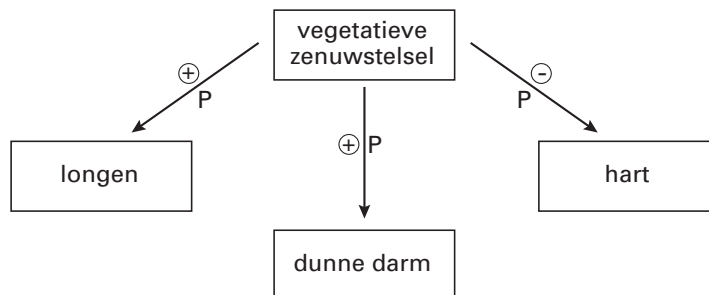 vegetatieve
zenuwstelsel
+
P
-
P
+ P
longen
hart
dunne darm